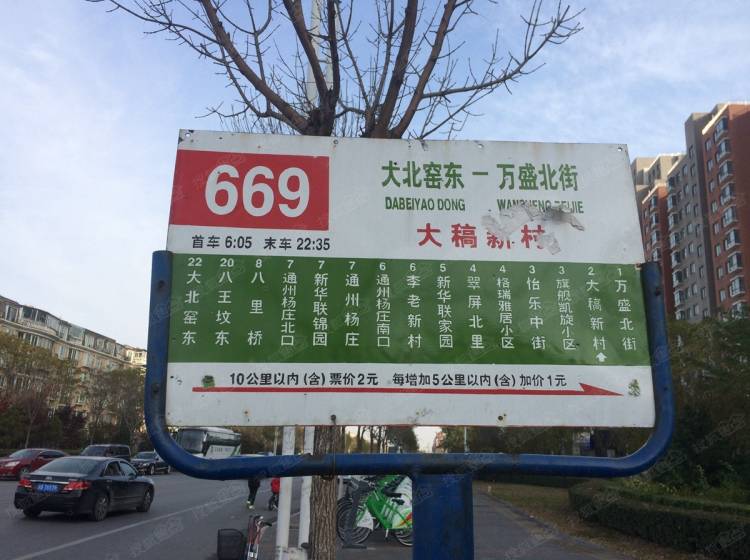 669
大北窑东 — 万盛北街
DABEIYAO DONG
大稿新村
首车 6:05 末车 22:35
22 大北窑东
20 八王坟东
8 八里桥
7 通州杨庄北口
7 新华联锦园
7 通州杨庄
6 通州杨庄南口
6 李老新村
5 新华联家园
4 翠屏北里
4 格瑞雅居小区
3 怡乐中街
3 旗舰凯旋小区
2 大稿新村
1 万盛北街
10公里以内(含)票价2元 每增加5公里以内(含)加价1元